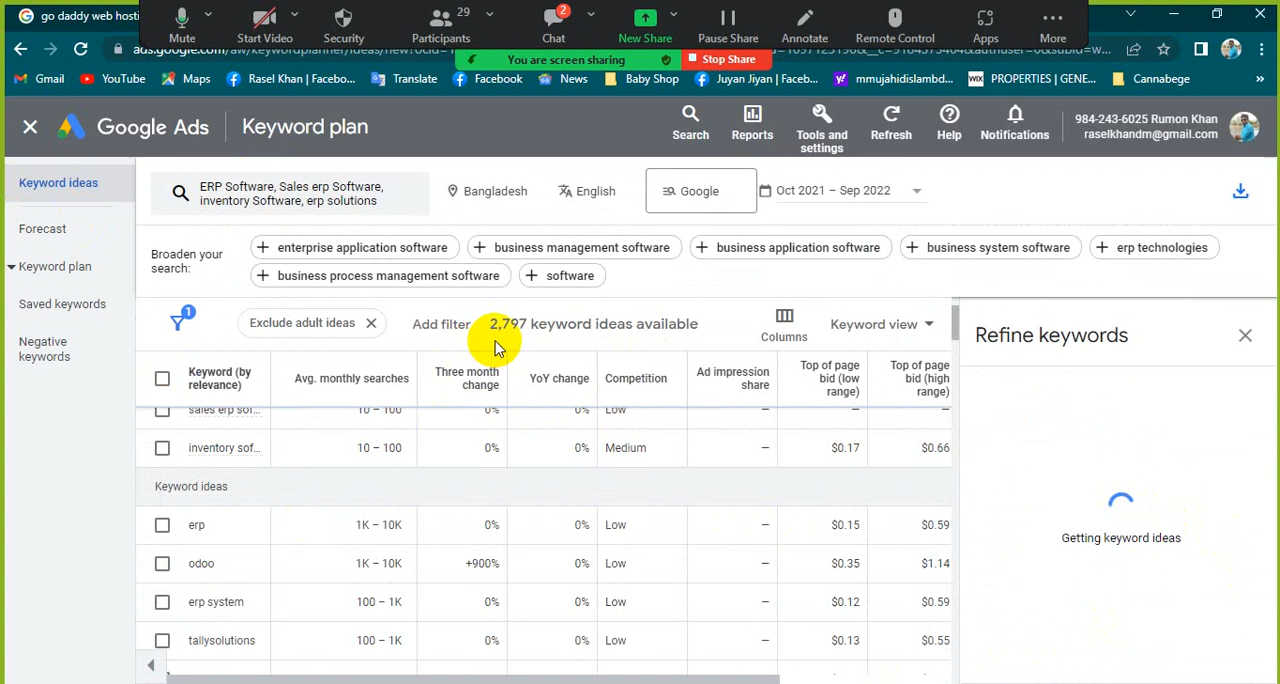 go daddy web hosti
Mute
Start Video
Security
29
Participants
2
Chat
New Share
Pause Share
Annotate
Remote Control
Apps
More
You are screen sharing
Stop Share
Gmail
YouTube
Maps
Rasel Khan | Facebo...
Translate
Facebook
News
Baby Shop
Juyan Jiyan | Faceb...
mmujahidislambd...
WIX PROPERTIES | GENE...
Cannabege
»
Google Ads
Keyword plan
Search
Reports
Tools and
settings
Refresh
Help
Notifications
984-243-6025 Rumon Khan
raselkhandm@gmail.com
Keyword ideas
Forecast
Keyword plan
Saved keywords
Negative
keywords
ERP Software, Sales erp Software,
inventory Software, erp solutions
Bangladesh
English
Google
Oct 2021 – Sep 2022
Broaden your
search:
enterprise application software
business management software
business application software
business system software
erp technologies
business process management software
software
1
Exclude adult ideas
Add filter
2,797 keyword ideas available
Columns
Keyword view
Refine keywords
Keyword (by
relevance)
Avg. monthly searches
Three month
change
YoY change
Competition
Ad impression
share
Top of page
bid (low
range)
Top of page
bid (high
range)
sales erp sof... 10 – 100 0% 0% Low – – –
inventory sof... 10 – 100 0% 0% Medium – $0.17 $0.66
Keyword ideas
erp 1K – 10K 0% 0% Low – $0.15 $0.59
odoo 1K – 10K +900% 0% Low – $0.35 $1.14
erp system 100 – 1K 0% 0% Low – $0.12 $0.59
tallysolutions 100 – 1K 0% 0% Low – $0.13 $0.55
Getting keyword ideas